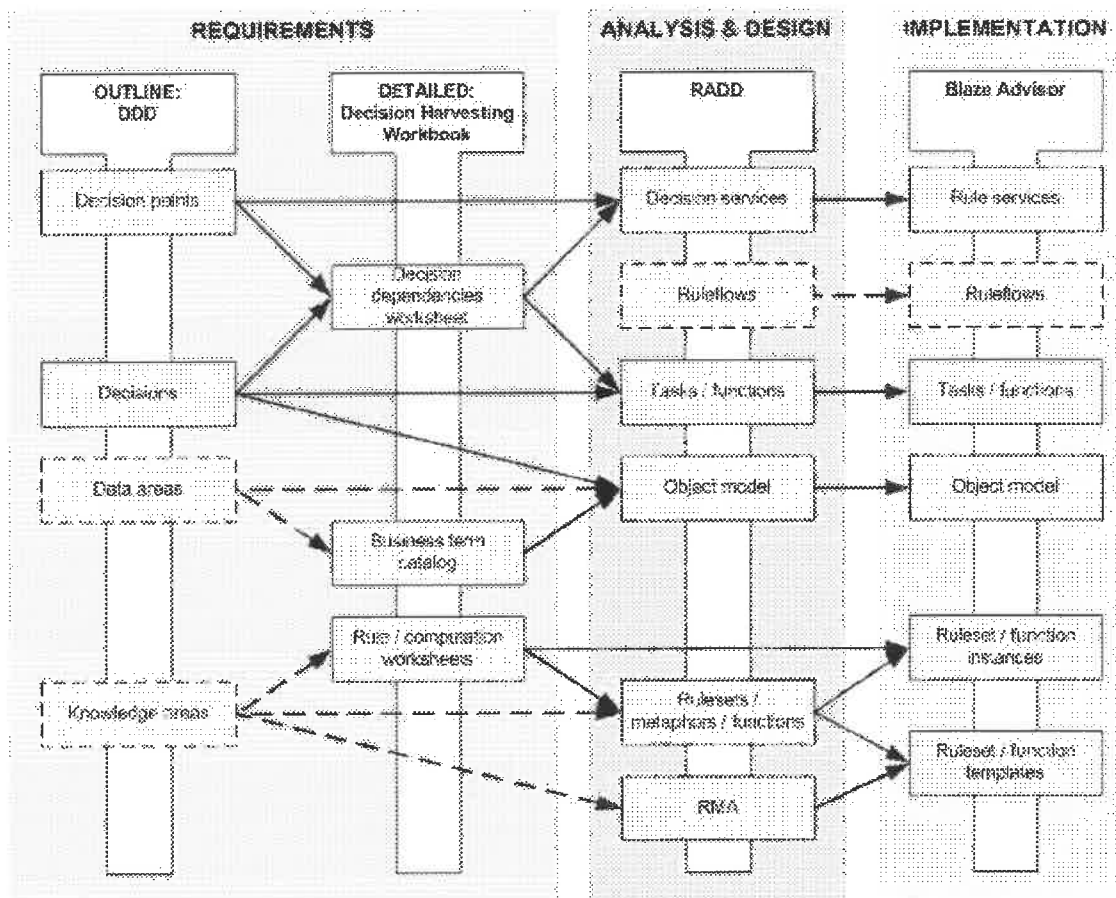 REQUIREMENTS
ANALYSIS & DESIGN
IMPLEMENTATION
OUTLINE:
DDD
DETAILED:
Decision Harvesting
Workbook
RADD
Blaze Advisor
Decision points
Decision services
Rule services
Decision
dependencies
worksheet
Ruleflows
Ruleflows
Decisions
Tasks / functions
Tasks / functions
Data areas
Object model
Object model
Business term
catalog
Rule / computation
worksheets
Ruleset / function
instances
Knowledge areas
Rulesets /
metaphors / functions
Ruleset / function
templates
RMA